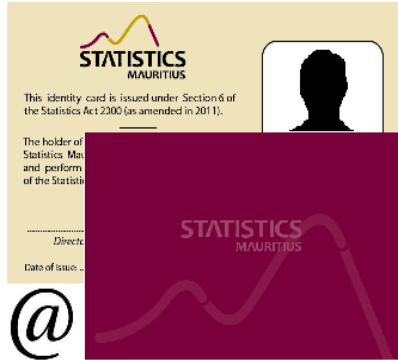 STATISTICS
MAURITIUS
This identity card is issued under Section 6 of
the Statistics Act 2000 (as amended in 2011).
The holder of
Statistics Mau
and perform
of the Statisti
Directo
Date of Issue: ..
STATISTICS
MAURITIUS
@